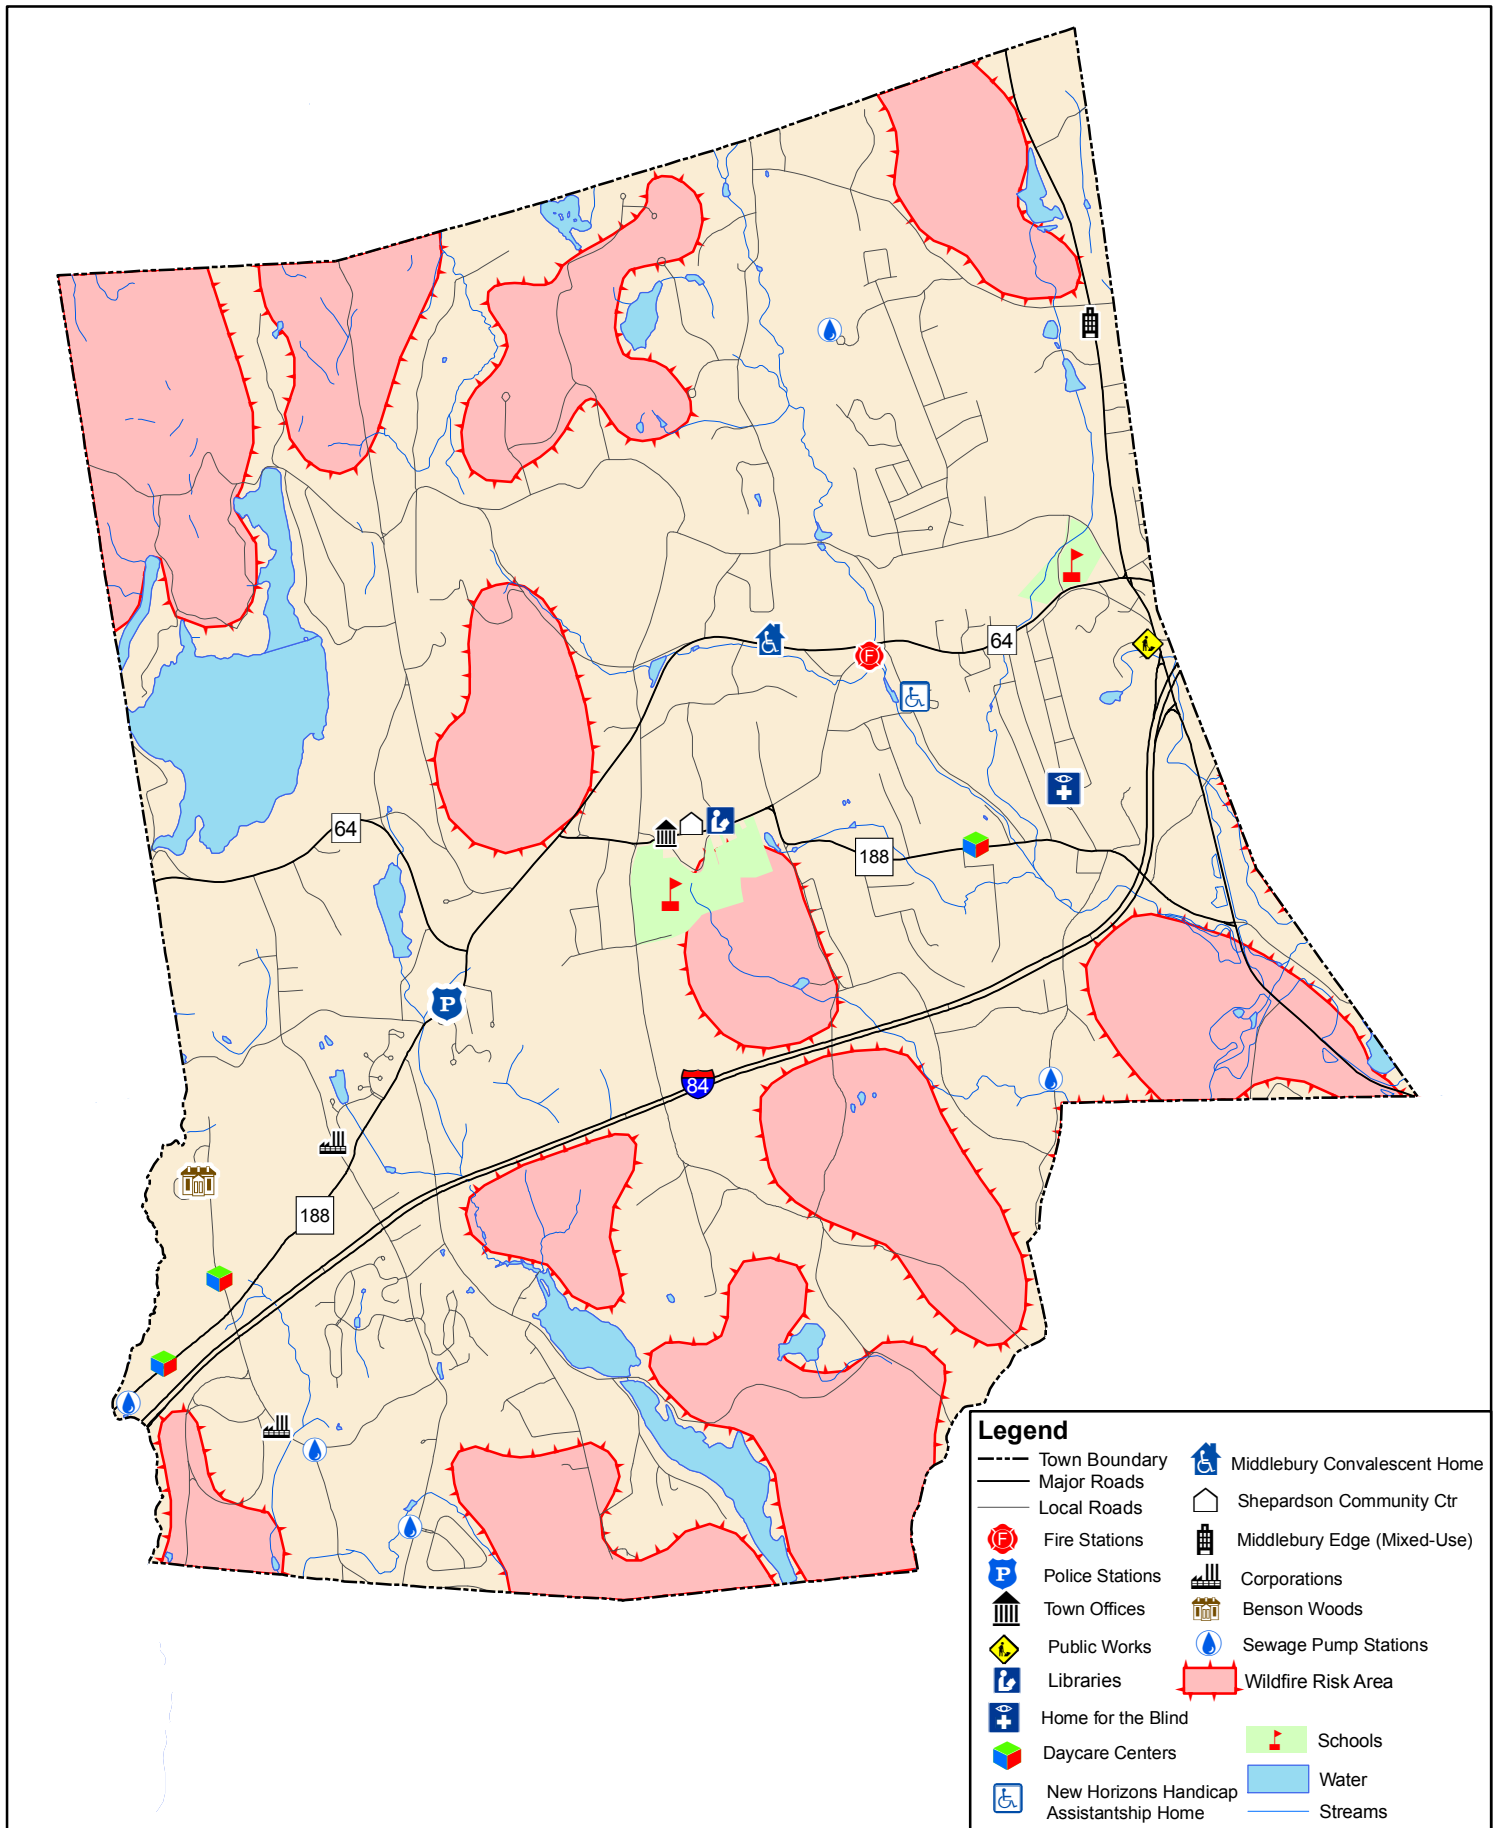 F
64
64
188
P
84
188
Legend
Town Boundary
Major Roads
Local Roads
F Fire Stations
P Police Stations
Town Offices
Public Works
Libraries
Home for the Blind
Daycare Centers
New Horizons Handicap
Assistantship Home
Middlebury Convalescent Home
Shepardson Community Ctr
Middlebury Edge (Mixed-Use)
Corporations
Benson Woods
Sewage Pump Stations
Wildfire Risk Area
Schools
Water
Streams